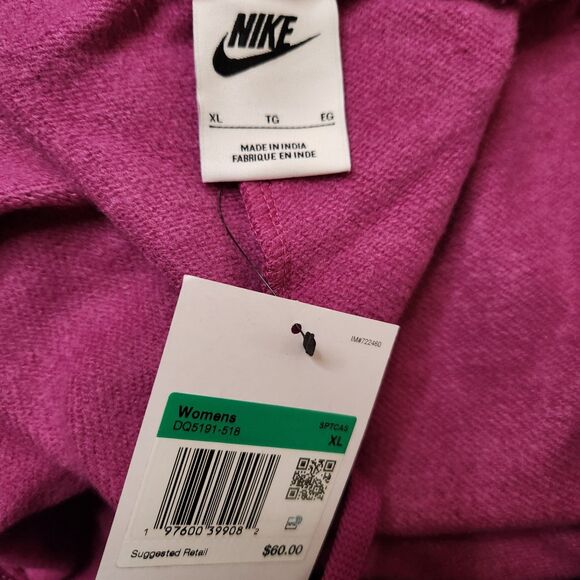 NIKE
XL TG EG
MADE IN INDIA
FABRIQUE EN INDE
IM#722460
Womens SPTCAS
DQ5191-518 XL
1 97600 39908 2
Suggested Retail $60.00